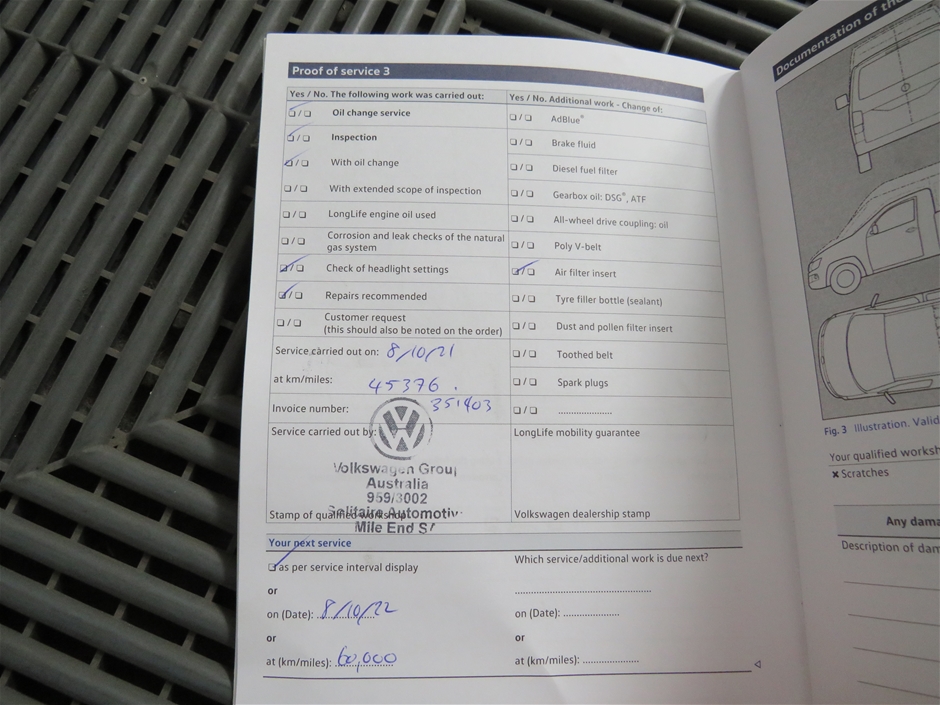 Proof of service 3
Yes / No. The following work was carried out:
❏ / ❏ Oil change service
❏ / ❏ Inspection
❏ / ❏ With oil change
❏ / ❏ With extended scope of inspection
❏ / ❏ LongLife engine oil used
❏ / ❏ Corrosion and leak checks of the natural
gas system
❏ / ❏ Check of headlight settings
❏ / ❏ Repairs recommended
❏ / ❏ Customer request
(this should also be noted on the order)
Service carried out on: 8/10/21
at km/miles: 45376 .
Invoice number: 351403
Service carried out by:
Volkswagen Group
Australia
959/3002
Solitaire Automotiv
Mile End S
Stamp of qualified workshop
Yes / No. Additional work - Change of:
❏ / ❏ AdBlue®
❏ / ❏ Brake fluid
❏ / ❏ Diesel fuel filter
❏ / ❏ Gearbox oil: DSG®, ATF
❏ / ❏ All-wheel drive coupling: oil
❏ / ❏ Poly V-belt
❏ / ❏ Air filter insert
❏ / ❏ Tyre filler bottle (sealant)
❏ / ❏ Dust and pollen filter insert
❏ / ❏ Toothed belt
❏ / ❏ Spark plugs
❏ / ❏ .....................
LongLife mobility guarantee
Volkswagen dealership stamp
Your next service
❏ as per service interval display
or
on (Date): 8/10/22
or
at (km/miles): 60,000
Which service/additional work is due next?
on (Date): .....................
or
at (km/miles): .....................
Documentation of the
Fig. 3 Illustration. Valid
Your qualified worksh
x Scratches
Any dama
Description of dam